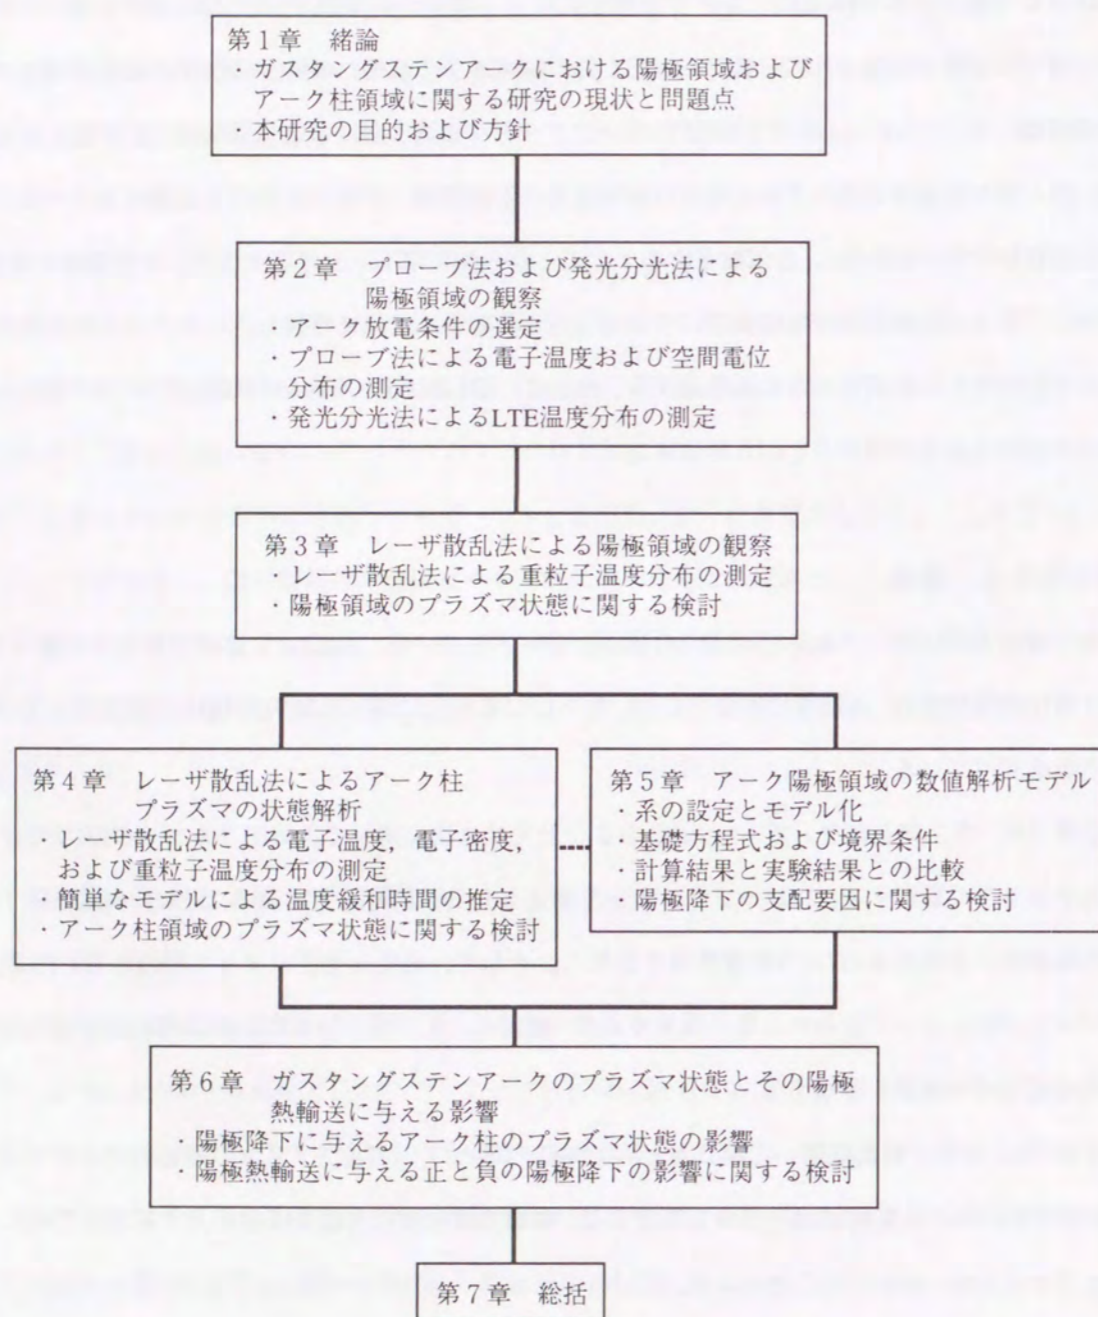 第1章 緒論
ガスタングステンアークにおける陽極領域および
アーク柱領域に関する研究の現状と問題点
本研究の目的および方針
第2章 プローブ法および発光分光法による
陽極領域の観察
・アーク放電条件の選定
・プローブ法による電子温度および空間電位
分布の測定
・発光分光法によるLTE温度分布の測定
第3章 レーザ散乱法による陽極領域の観察
・レーザ散乱法による重粒子温度分布の測定
・陽極領域のプラズマ状態に関する検討
第4章 レーザ散乱法によるアーク柱
プラズマの状態解析
・レーザ散乱法による電子温度，電子密度，
および重粒子温度分布の測定
・簡単なモデルによる温度緩和時間の推定
・アーク柱領域のプラズマ状態に関する検討
第5章 アーク陽極領域の数値解析モデル
・系の設定とモデル化
・基礎方程式および境界条件
・計算結果と実験結果との比較
・陽極降下の支配要因に関する検討
第6章 ガスタングステンアークのプラズマ状態とその陽極
熱輸送に与える影響
・陽極降下に与えるアーク柱のプラズマ状態の影響
・陽極熱輸送に与える正と負の陽極降下の影響に関する検討
第7章 総括